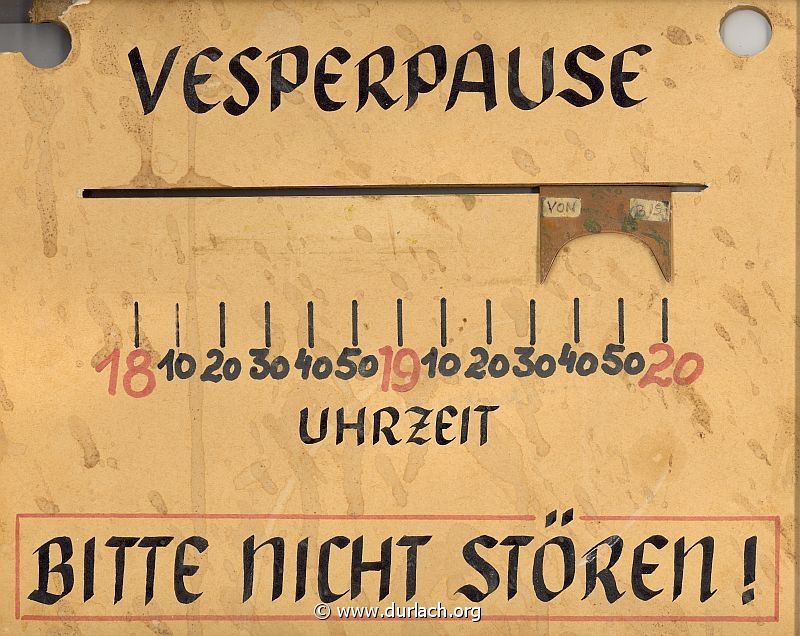 VESPERPAUSE
VON BIS
18 10 20 30 40 50 19 10 20 30 40 50 20
UHRZEIT
BITTE NICHT STÖREN!
© www.durlach.org